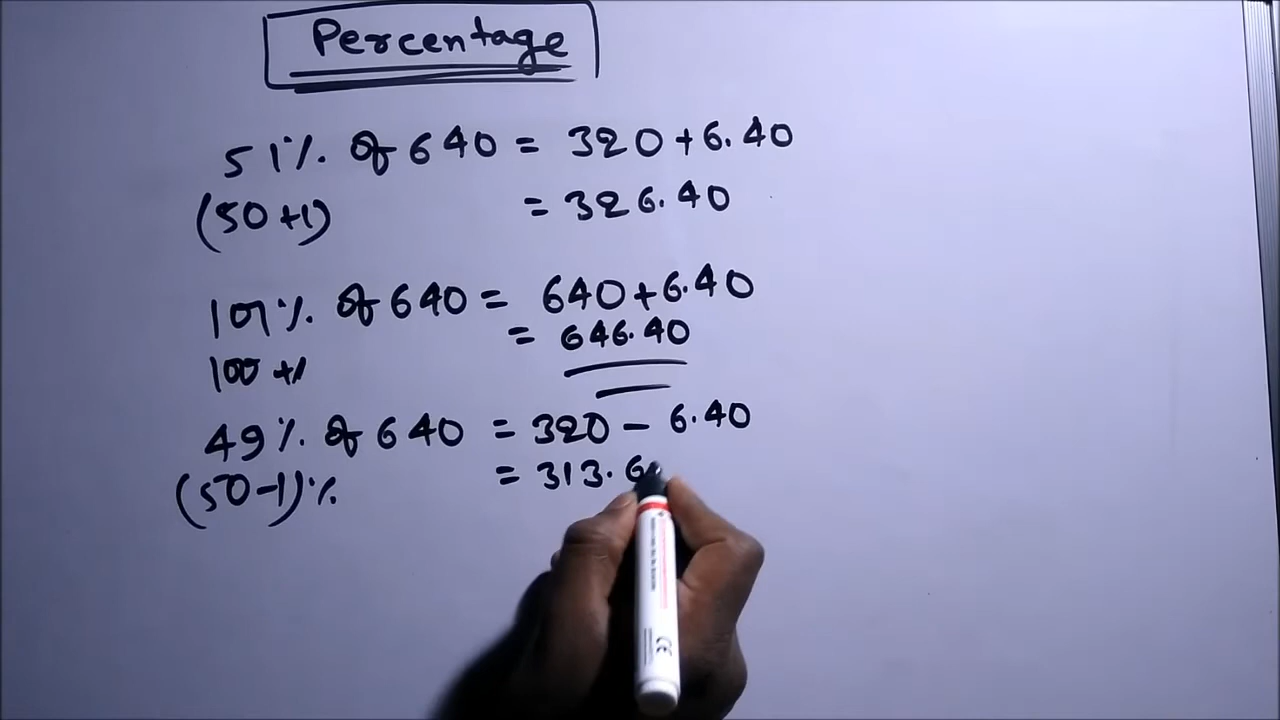 Percentage
51% of 640 = 320+6.40
(50+1) = 326.40
101% of 640 = 640+6.40
= 646.40
100+1
49% of 640 = 320 - 6.40
(50-1)% = 313.6
CE